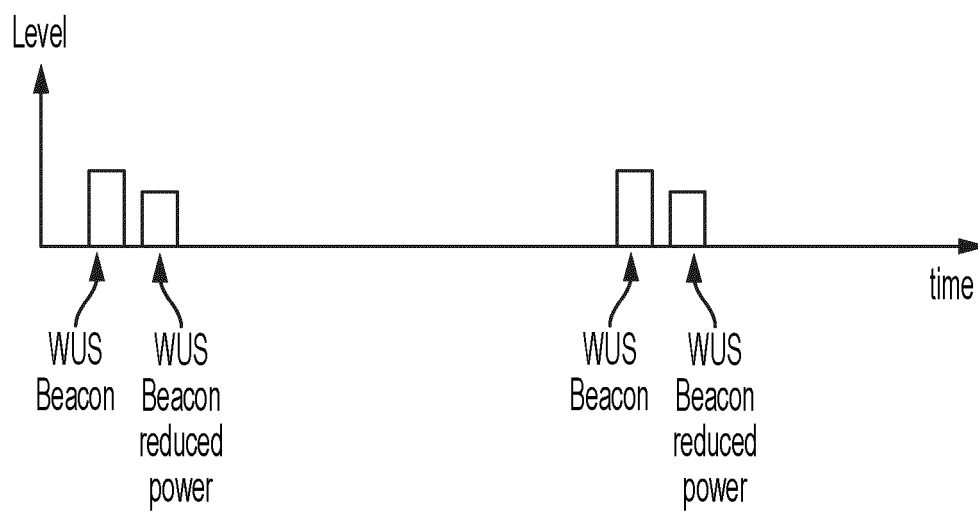 Level
time
WUS
Beacon
WUS
Beacon
reduced
power
WUS
Beacon
WUS
Beacon
reduced
power